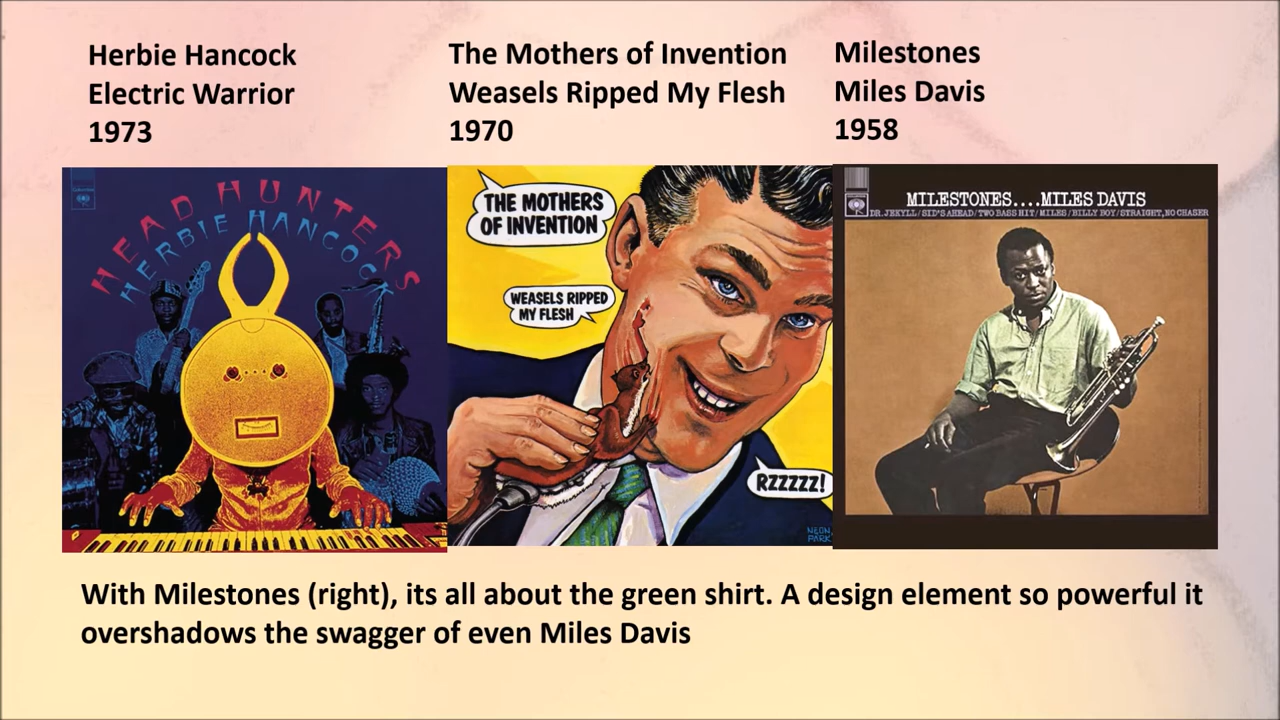 Herbie Hancock
Electric Warrior
1973
The Mothers of Invention
Weasels Ripped My Flesh
1970
Milestones
Miles Davis
1958
HEAD HUNTERS
HERBIE HANCOCK
THE MOTHERS
OF INVENTION
WEASELS RIPPED
MY FLESH
RZZZZZ!
NEON
PARK
MILESTONES....MILES DAVIS
DR. JEKYLL/SID'S AHEAD/TWO BASS HIT/MILES/BILLY BOY/STRAIGHT, NO CHASER
With Milestones (right), its all about the green shirt. A design element so powerful it
overshadows the swagger of even Miles Davis